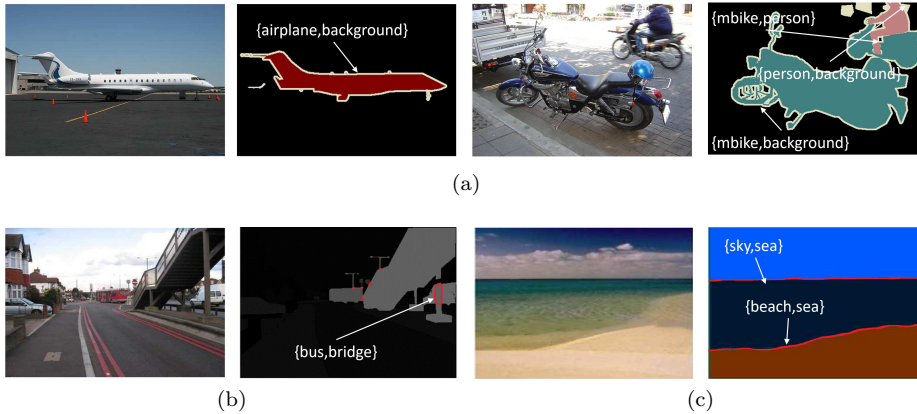 {airplane,background}
{mbike,person}
{person,background}
{mbike,background}
(a)
{bus,bridge}
{sky,sea}
{beach,sea}
(b)
(c)